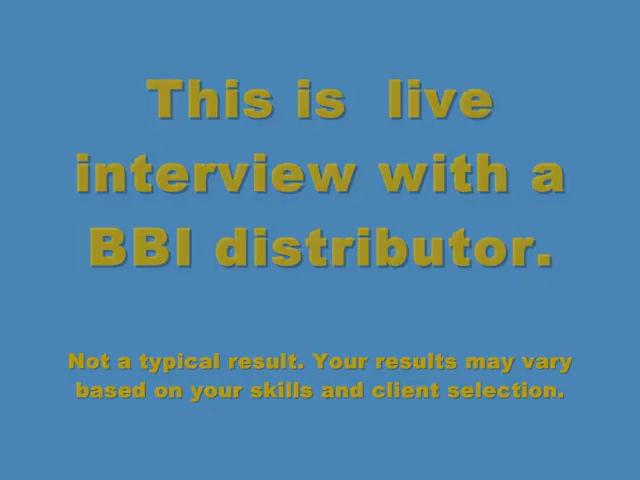 This is  live
interview with a
BBI distributor.
Not a typical result. Your results may vary
based on your skills and client selection.